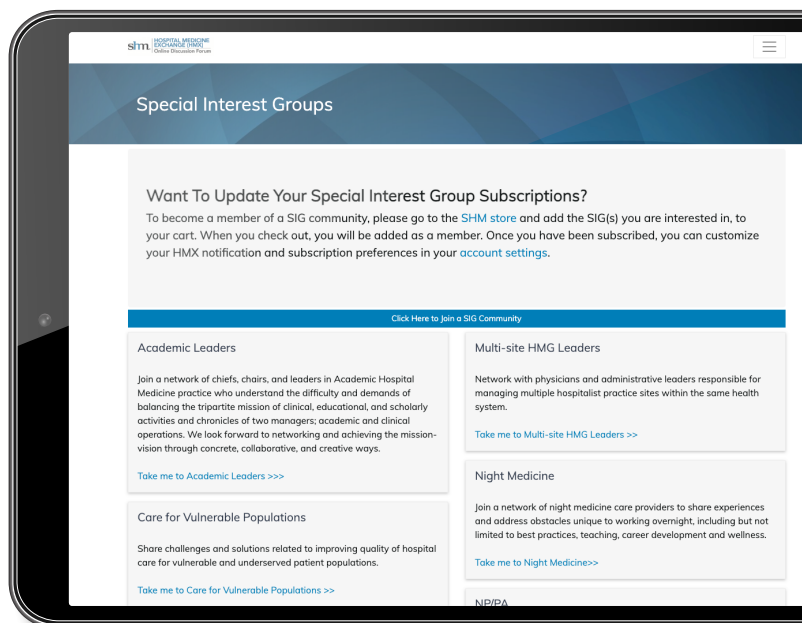 shm. HOSPITAL MEDICINE
EXCHANGE [HMX]
Online Discussion Forum
Special Interest Groups
Want To Update Your Special Interest Group Subscriptions?
To become a member of a SIG community, please go to the SHM store and add the SIG(s) you are interested in, to
your cart. When you check out, you will be added as a member. Once you have been subscribed, you can customize
your HMX notification and subscription preferences in your account settings.
Click Here to Join a SIG Community
Academic Leaders
Join a network of chiefs, chairs, and leaders in Academic Hospital
Medicine practice who understand the difficulty and demands of
balancing the tripartite mission of clinical, educational, and scholarly
activities and chronicles of two managers; academic and clinical
operations. We look forward to networking and achieving the mission-
vision through concrete, collaborative, and creative ways.
Take me to Academic Leaders >>>
Care for Vulnerable Populations
Share challenges and solutions related to improving quality of hospital
care for vulnerable and underserved patient populations.
Take me to Care for Vulnerable Populations >>
Multi-site HMG Leaders
Network with physicians and administrative leaders responsible for
managing multiple hospitalist practice sites within the same health
system.
Take me to Multi-site HMG Leaders >>
Night Medicine
Join a network of night medicine care providers to share experiences
and address obstacles unique to working overnight, including but not
limited to best practices, teaching, career development and wellness.
Take me to Night Medicine>>
NP/PA